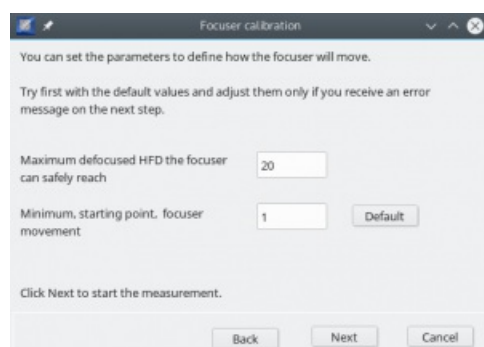 Focuser calibration
You can set the parameters to define how the focuser will move.
Try first with the default values and adjust them only if you receive an error
message on the next step.
Maximum defocused HFD the focuser
can safely reach
20
Minimum, starting point, focuser
movement
1
Default
Click Next to start the measurement.
Back
Next
Cancel